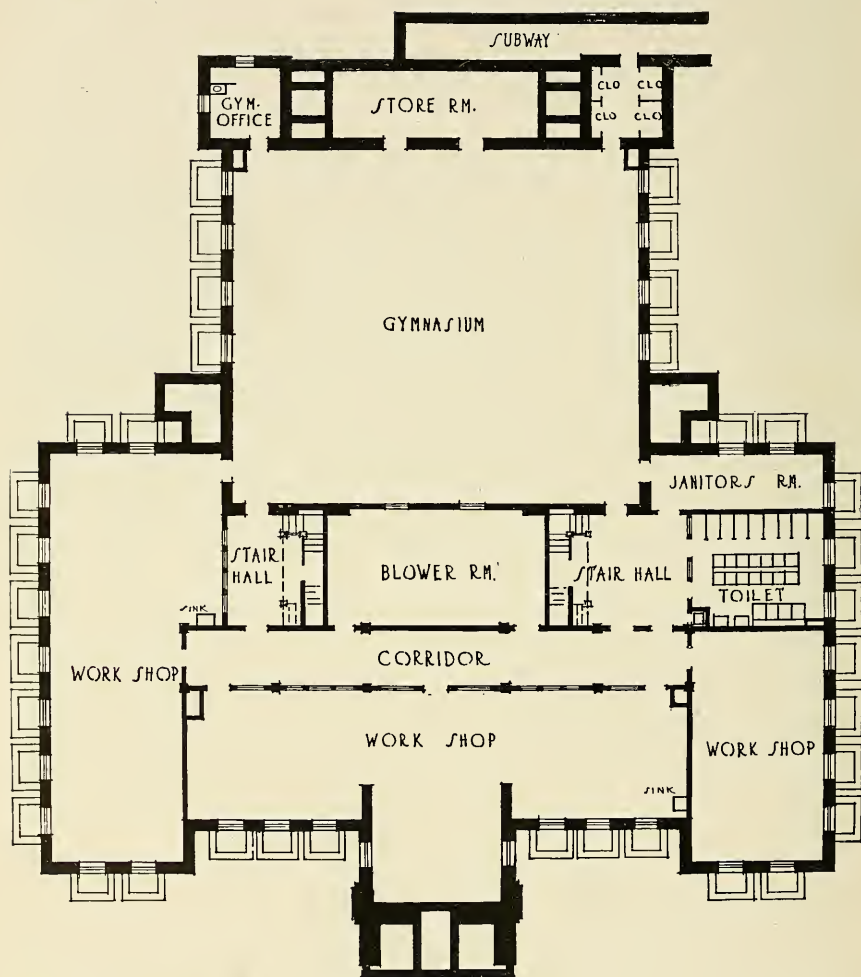 SUBWAY
GYM-
OFFICE
STORE RM.
CLO
CLO
CLO
CLO
GYMNASIUM
JANITORS RM.
STAIR
HALL
BLOWER RM.
STAIR HALL
TOILET
SINK
CORRIDOR
WORK SHOP
WORK SHOP
WORK SHOP
SINK